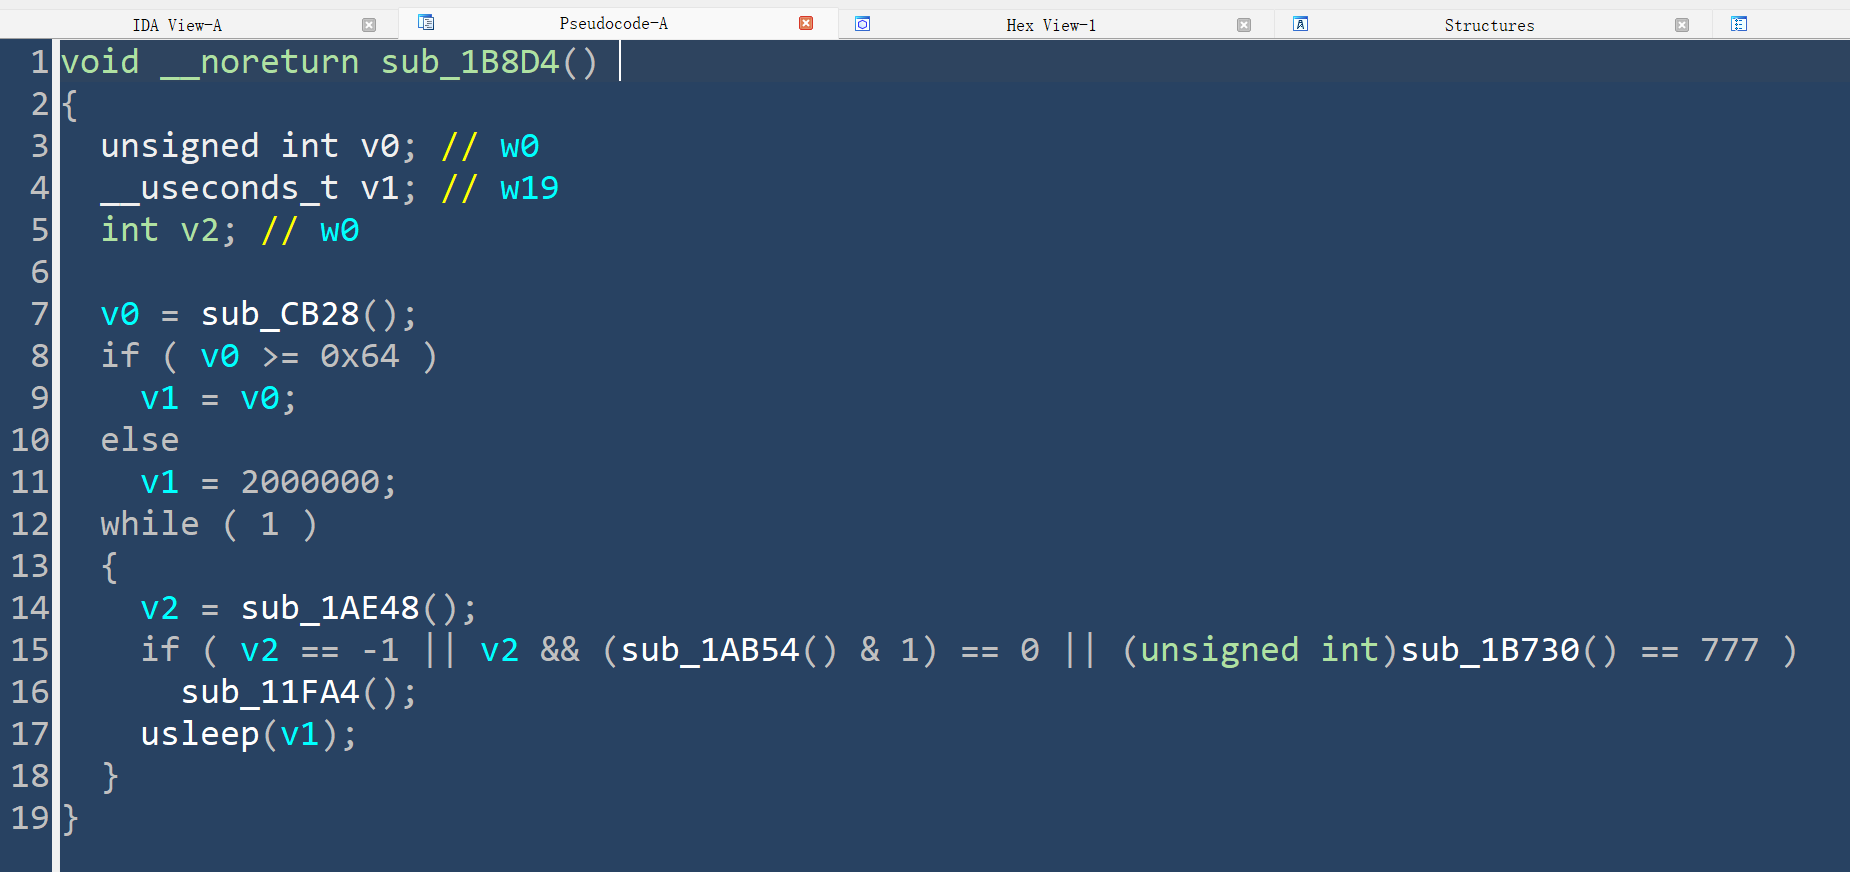 IDA View-A Pseudocode-A Hex View-1 Structures
1 void __noreturn sub_1B8D4()
2 {
3   unsigned int v0; // w0
4   __useconds_t v1; // w19
5   int v2; // w0
6
7   v0 = sub_CB28();
8   if ( v0 >= 0x64 )
9     v1 = v0;
10   else
11     v1 = 2000000;
12   while ( 1 )
13   {
14     v2 = sub_1AE48();
15     if ( v2 == -1 || v2 && (sub_1AB54() & 1) == 0 || (unsigned int)sub_1B730() == 777 )
16       sub_11FA4();
17     usleep(v1);
18   }
19 }